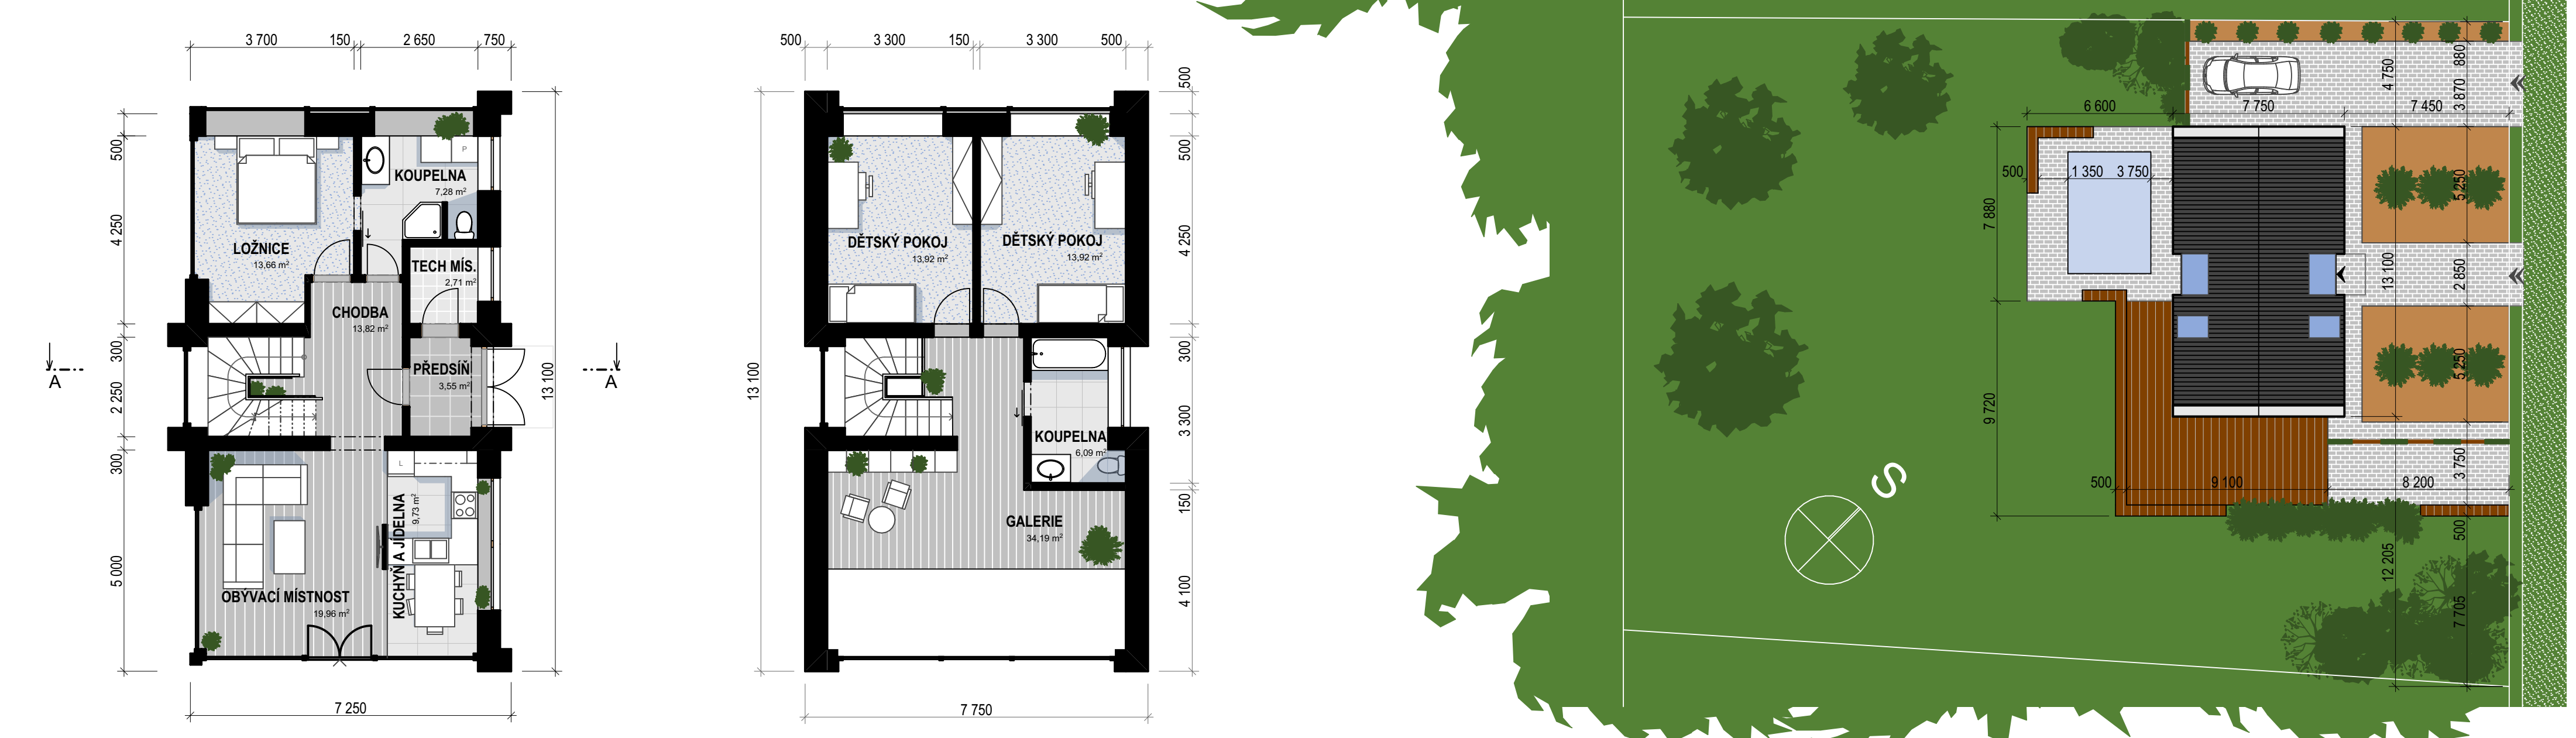 3 700
150
2 650
750
500
4 250
300
2 250
300
5 000
7 250
13 100
A
A
KOUPELNA
7,28 m²
P
LOŽNICE
13,66 m²
TECH MÍS.
2,71 m²
CHODBA
13,82 m²
PŘEDSÍŇ
3,55 m²
L
KUCHYŇ A JÍDELNA
9,73 m²
OBÝVACÍ MÍSTNOST
19,96 m²
500
3 300
150
3 300
500
13 100
500
500
4 250
300
3 300
150
4 100
7 750
DĚTSKÝ POKOJ
13,92 m²
DĚTSKÝ POKOJ
13,92 m²
KOUPELNA
6,09 m²
GALERIE
34,19 m²
6 600
7 750
7 450
4 750
880
3 870
500
1 350
3 750
7 880
5 250
13 100
2 850
9 720
5 250
3 750
500
9 100
8 200
500
12 205
7 705
S